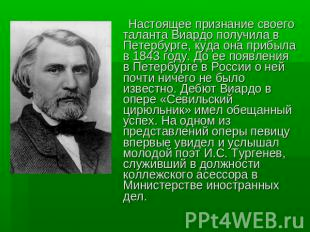 Настоящее признание своего
таланта Виардо получила в
Петербурге, куда она прибыла
в 1843 году. До ее появления
в Петербурге в России о ней
почти ничего не было
известно. Дебют Виардо в
опере «Севильский
цирюльник» имел обещанный
успех. На одном из
представлений оперы певицу
впервые увидел и услышал
молодой поэт И.С. Тургенев,
служивший в должности
коллежского асессора в
Министерстве иностранных
дел.
PPt4WEB.ru